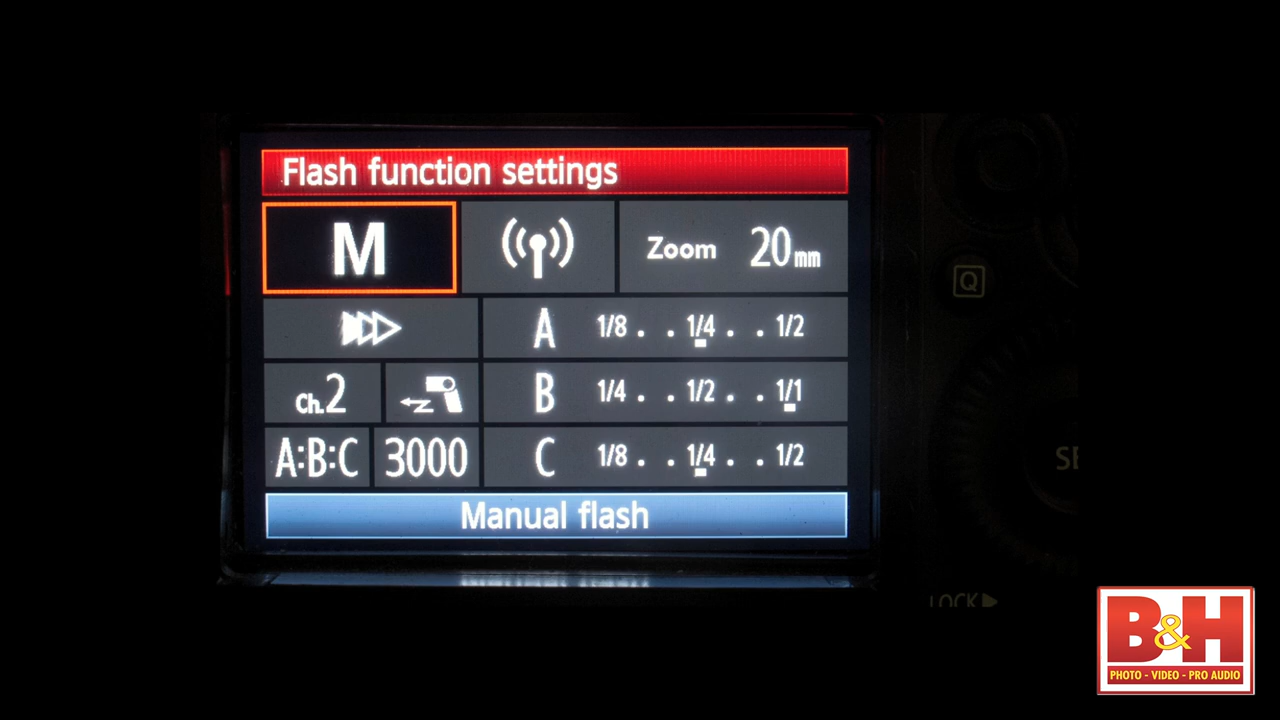 Flash function settings
M Zoom 20mm
Q
A 1/8 . . 1/4 . . 1/2
Ch.2 B 1/4 . . 1/2 . . 1/1
A:B:C 3000 C 1/8 . . 1/4 . . 1/2
Manual flash
LOCK
B&H
PHOTO - VIDEO - PRO AUDIO